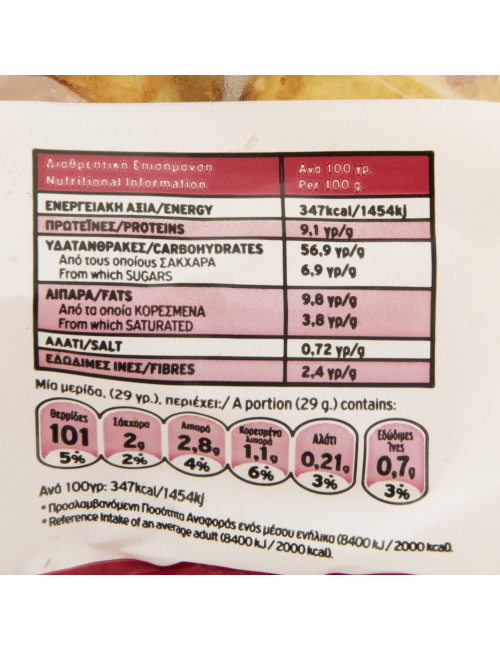 Διαθρεπτική Επισήμανση Ανά 100 γρ.
Nutritional Information Per 100 g.
ΕΝΕΡΓΕΙΑΚΗ ΑΞΙΑ/ENERGY 347kcal/1454kj
ΠΡΩΤΕΪΝΕΣ/PROTEINS 9,1 γρ/g
ΥΔΑΤΑΝΘΡΑΚΕΣ/CARBOHYDRATES 56,9 γρ/g
Από τους οποίους ΣΑΚΧΑΡΑ 6,9 γρ/g
From which SUGARS
ΛΙΠΑΡΑ/FATS 9,8 γρ/g
Από τα οποία ΚΟΡΕΣΜΕΝΑ 3,8 γρ/g
From which SATURATED
ΑΛΑΤΙ/SALT 0,72 γρ/g
ΕΔΩΔΙΜΕΣ ΙΝΕΣ/FIBRES 2,4 γρ/g
Μία μερίδα, (29 γρ.), περιέχει:/ A portion (29 g.) contains:
Θερμίδες 101 5%
Σάκχαρα 2g 2%
Λιπαρά 2,8g 4%
Κορεσμένα Λιπαρά 1,1g 6%
Αλάτι 0,21g 3%
Εδώδιμες Ίνες 0,7g 3%
Ανά 100γρ: 347kcal/1454kj
* Προσλαμβανόμενη Ποσότητα Αναφοράς ενός μέσου ενήλικα (8400 kJ / 2000 kcal).
* Reference Intake of an average adult (8400 kJ / 2000 kcal).